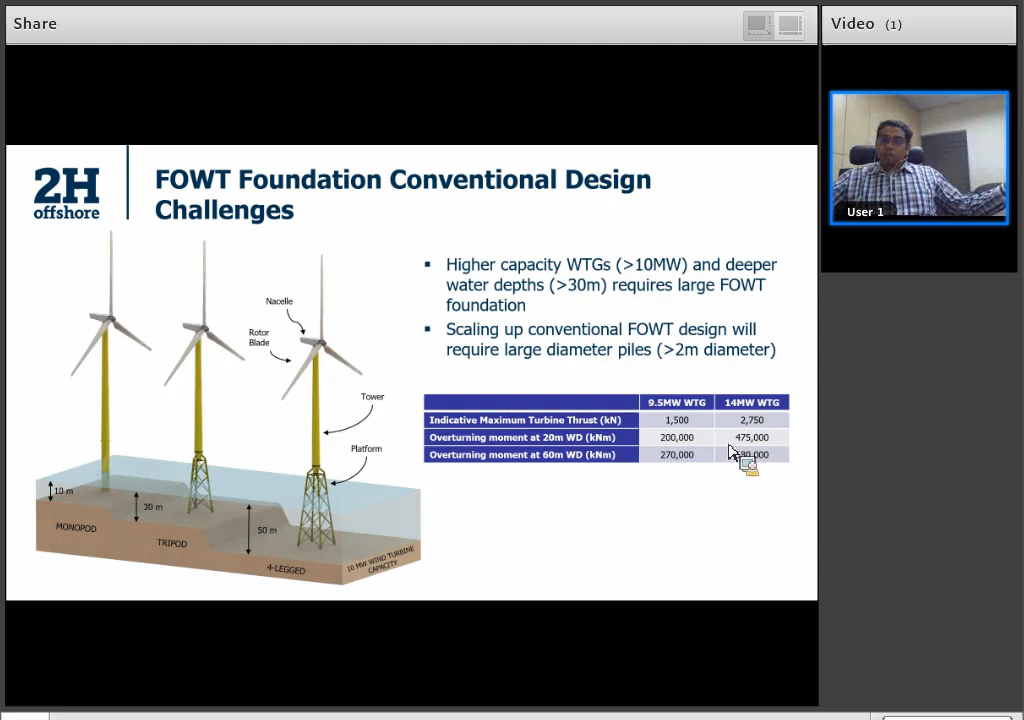 Share
Video (1)
User 1
2H
offshore
FOWT Foundation Conventional Design
Challenges
▪ Higher capacity WTGs (>10MW) and deeper
water depths (>30m) requires large FOWT
foundation
▪ Scaling up conventional FOWT design will
require large diameter piles (>2m diameter)
Nacelle
Rotor
Blade
Tower
Platform
10 m
30 m
50 m
MONOPOD
TRIPOD
4-LEGGED
10 MW WIND TURBINE
CAPACITY
9.5MW WTG 14MW WTG
Indicative Maximum Turbine Thrust (kN) 1,500 2,750
Overturning moment at 20m WD (kNm) 200,000 475,000
Overturning moment at 60m WD (kNm) 270,000